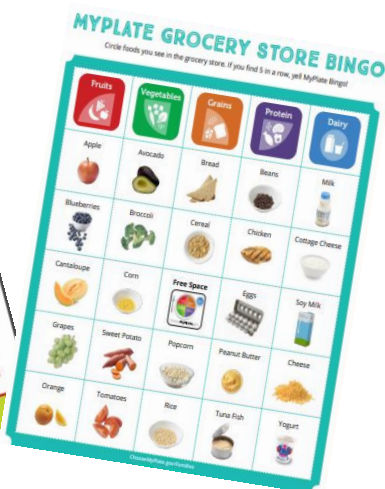 MYPLATE GROCERY STORE BINGO
Circle foods you see in the grocery store. If you find 5 in a row, yell MyPlate Bingo!
Fruits Vegetables Grains Protein Dairy
Apple Avocado Bread Beans Milk
Blueberries Broccoli Cereal Chicken Cottage Cheese
Cantaloupe Corn Free Space Eggs Soy Milk
Grapes Sweet Potato Popcorn Peanut Butter Cheese
Orange Tomatoes Rice Tuna Fish Yogurt
ChooseMyPlate.gov/families